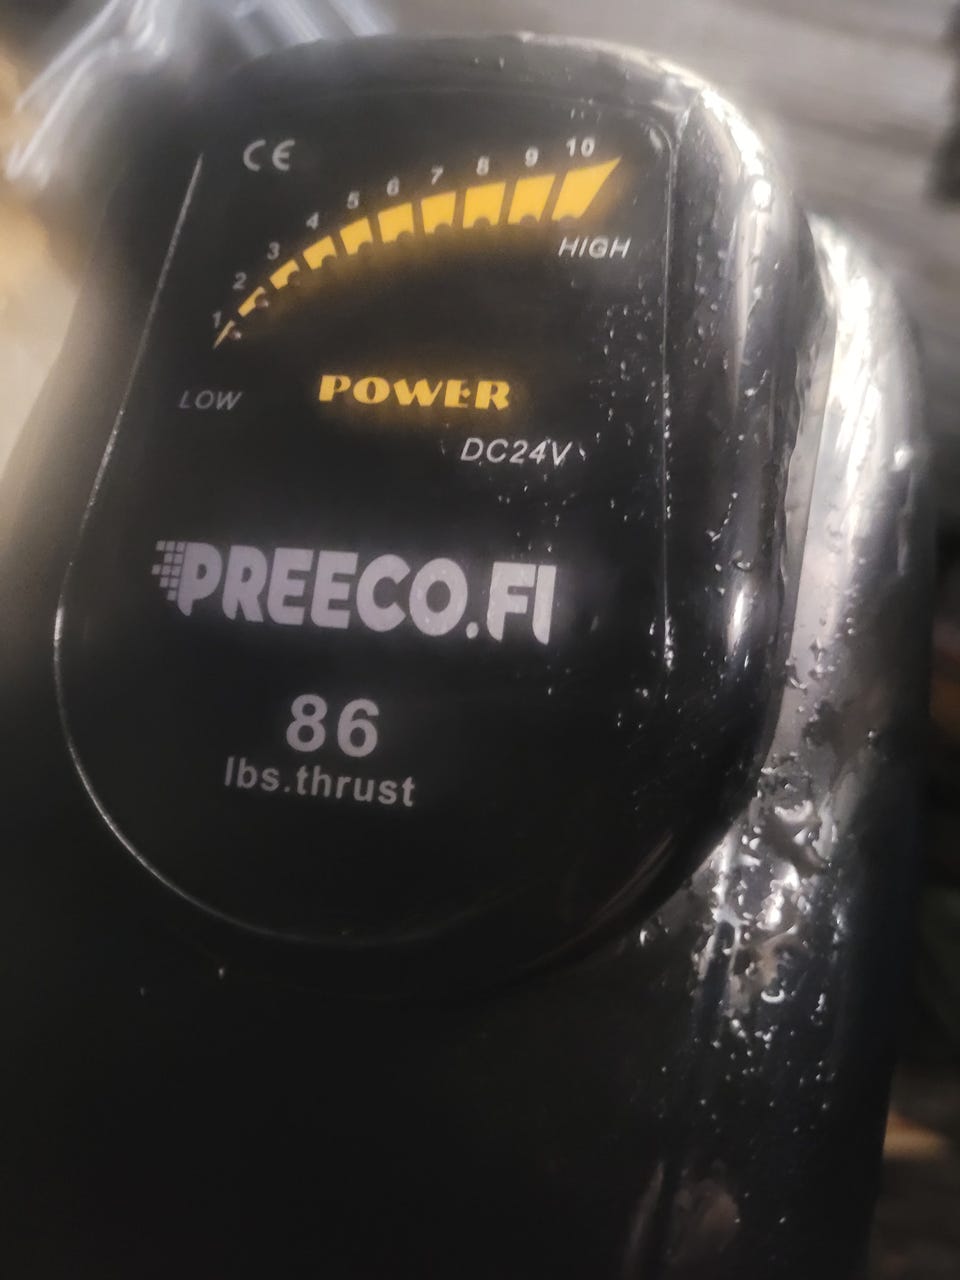 CE
1 2 3 4 5 6 7 8 9 10
HIGH
LOW
POWER
DC24V
PREECO.FI
86
lbs.thrust